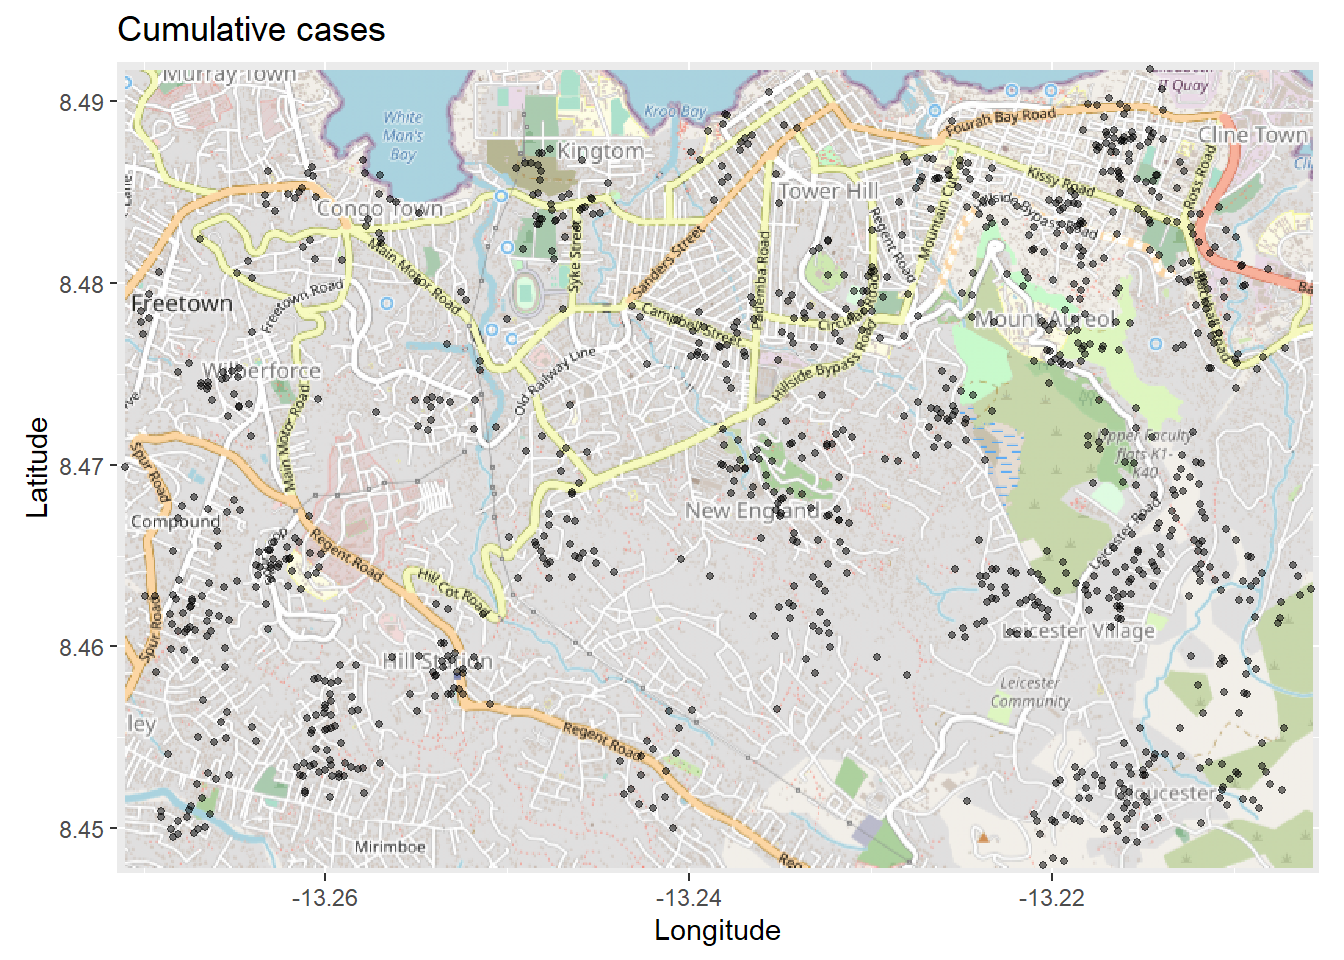 Cumulative cases
Murray Town
IT Quay
8.49
White
Man's
Bay
Kroo Bay
Fourah Bay Road
Cline Town
Kingtom
Kissy Road
Ross Road
Tower Hill
Congo Town
Hillside Bypass Road
Mountain Cut
Regent Road
Main Motor Road
Syke Street
Sanders Street
Pademba Road
8.48
Freetown
Freetown Road
Campbell Street
Circular Road
Mount Aureol
Wilberforce
Old Railway Line
Hillside Bypass Road
Main Motor Road
Upper Faculty
flats K1-
K40
8.47
Spur Road
Compound
New England
Leicester Road
Regent Road
Hill Cot Road
Spur Road
8.46
Leicester Village
Hill Station
Leicester
Community
ley
Regent Road
Gloucester
8.45
Mirimboe
Reg
-13.26
-13.24
-13.22
Longitude
Latitude